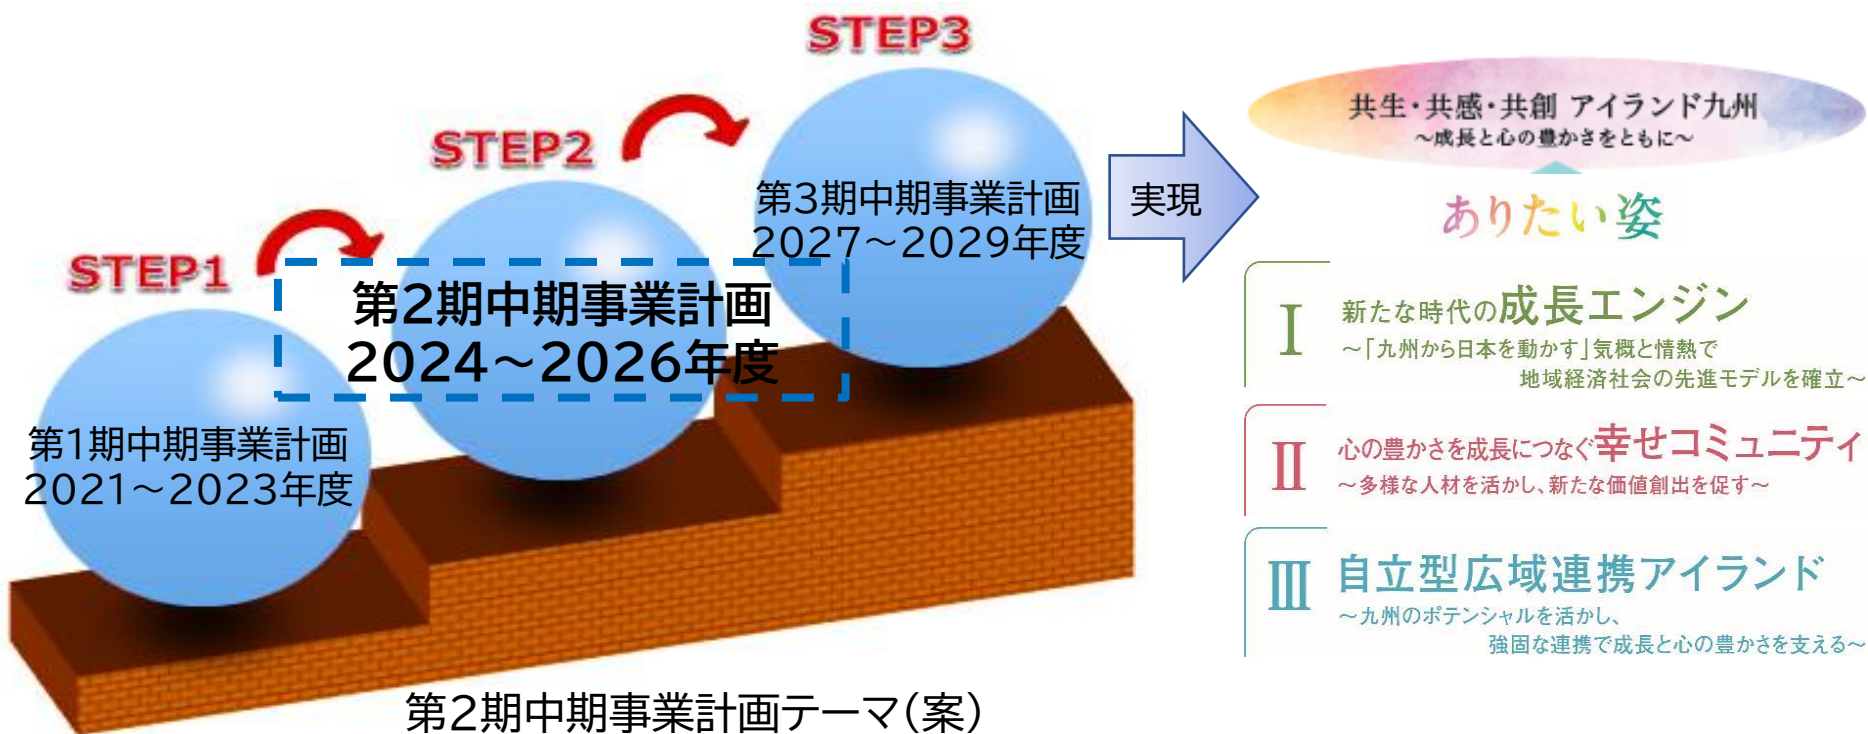 STEP1
第1期中期事業計画
2021～2023年度
STEP2
第2期中期事業計画
2024～2026年度
STEP3
第3期中期事業計画
2027～2029年度
実現
共生・共感・共創 アイランド九州
～成長と心の豊かさをともに～
ありたい姿
Ⅰ
新たな時代の成長エンジン
～「九州から日本を動かす」気概と情熱で
地域経済社会の先進モデルを確立～
Ⅱ
心の豊かさを成長につなぐ幸せコミュニティ
～多様な人材を活かし、新たな価値創出を促す～
Ⅲ
自立型広域連携アイランド
～九州のポテンシャルを活かし、
強固な連携で成長と心の豊かさを支える～
第2期中期事業計画テーマ(案)